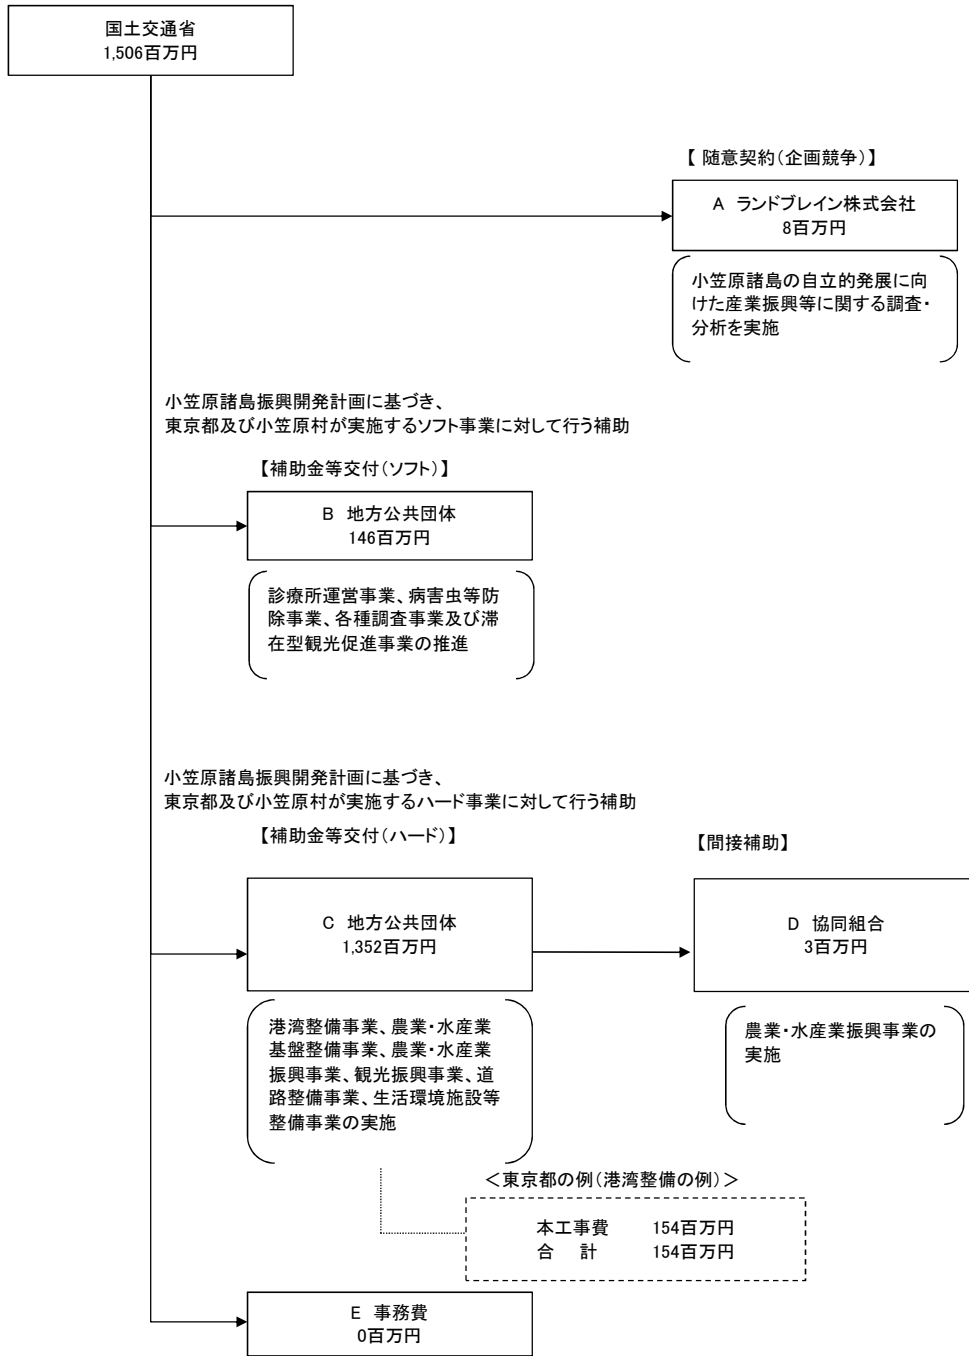 国土交通省
1,506百万円
【 随意契約(企画競争)】
A ランドブレイン株式会社
8百万円
小笠原諸島の自立的発展に向
けた産業振興等に関する調査・
分析を実施
小笠原諸島振興開発計画に基づき、
東京都及び小笠原村が実施するソフト事業に対して行う補助
【補助金等交付(ソフト)】
B 地方公共団体
146百万円
診療所運営事業、病害虫等防
除事業、各種調査事業及び滞
在型観光促進事業の推進
小笠原諸島振興開発計画に基づき、
東京都及び小笠原村が実施するハード事業に対して行う補助
【補助金等交付(ハード)】
【間接補助】
C 地方公共団体
1,352百万円
D 協同組合
3百万円
港湾整備事業、農業・水産業
基盤整備事業、農業・水産業
振興事業、観光振興事業、道
路整備事業、生活環境施設等
整備事業の実施
農業・水産業振興事業の
実施
＜東京都の例(港湾整備の例)＞
本工事費 154百万円
合 計 154百万円
E 事務費
0百万円